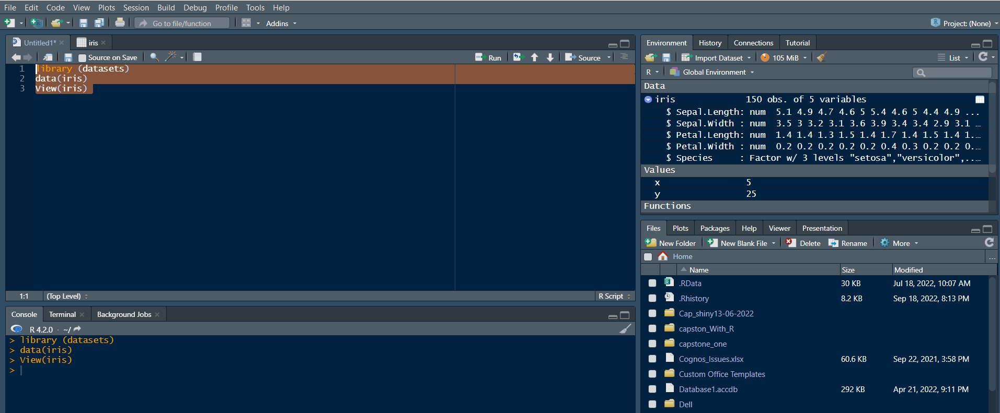 File Edit Code View Plots Session Build Debug Profile Tools Help
Go to file/function Addins Project: (None)
Untitled1* iris
Source on Save Run Source
1 library (datasets)
2 data(iris)
3 View(iris)
1:1 (Top Level) R Script
Console Terminal Background Jobs
R 4.2.0 · ~/
> library (datasets)
> data(iris)
> View(iris)
>
Environment History Connections Tutorial
Import Dataset 105 MiB List
R Global Environment
Data
iris 150 obs. of 5 variables
$ Sepal.Length: num 5.1 4.9 4.7 4.6 5 5.4 4.6 5 4.4 4.9 ...
$ Sepal.Width : num 3.5 3 3.2 3.1 3.6 3.9 3.4 3.4 2.9 3.1 …
$ Petal.Length: num 1.4 1.4 1.3 1.5 1.4 1.7 1.4 1.5 1.4 1.…
$ Petal.Width : num 0.2 0.2 0.2 0.2 0.2 0.4 0.3 0.2 0.2 0.…
$ Species : Factor w/ 3 levels "setosa","versicolor",..…
Values
x 5
y 25
Functions
Files Plots Packages Help Viewer Presentation
New Folder New Blank File Delete Rename More
Home ...
Name Size Modified
.RData 30 KB Jul 18, 2022, 10:07 AM
.Rhistory 8.2 KB Sep 18, 2022, 8:13 PM
Cap_shiny13-06-2022
capston_With_R
capstone_one
Cognos_Issues.xlsx 60.6 KB Sep 22, 2021, 3:58 PM
Custom Office Templates
Database1.accdb 292 KB Apr 21, 2022, 9:11 PM
Dell